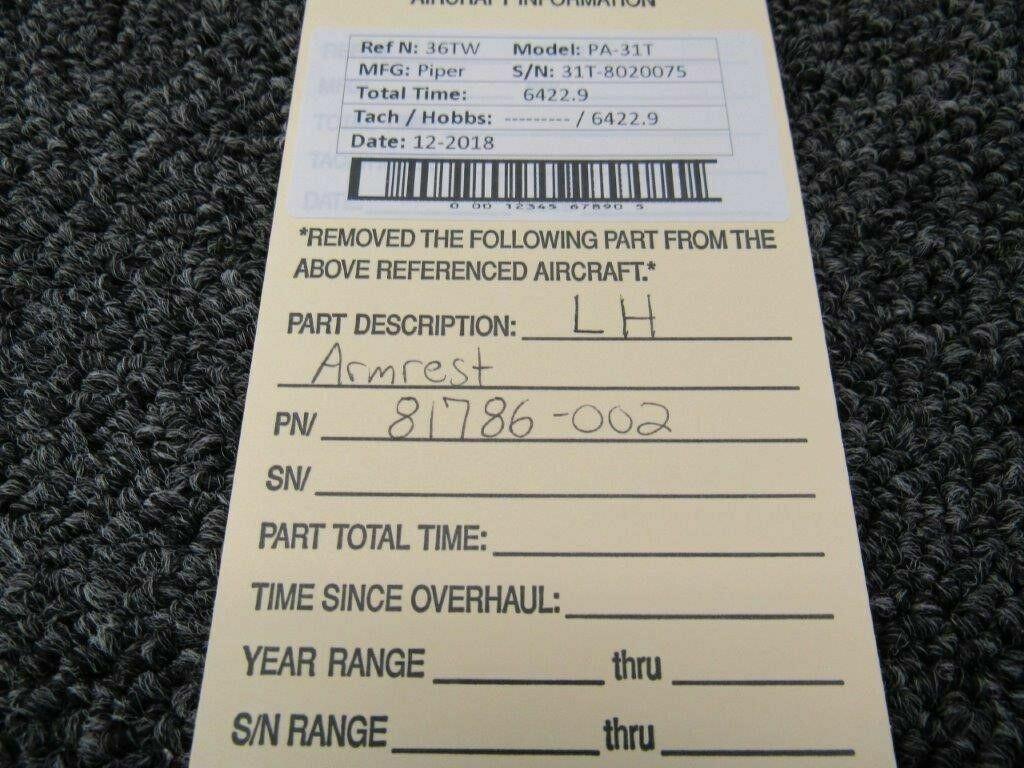 AIRCRAFT INFORMATION
Ref N: 36TW Model: PA-31T
MFG: Piper S/N: 31T-8020075
Total Time: 6422.9
Tach / Hobbs: --------- / 6422.9
Date: 12-2018
0 00 12345 67890 5
*REMOVED THE FOLLOWING PART FROM THE
ABOVE REFERENCED AIRCRAFT.*
PART DESCRIPTION: LH
Armrest
PN/ 81786-002
SN/
PART TOTAL TIME:
TIME SINCE OVERHAUL:
YEAR RANGE thru
S/N RANGE thru